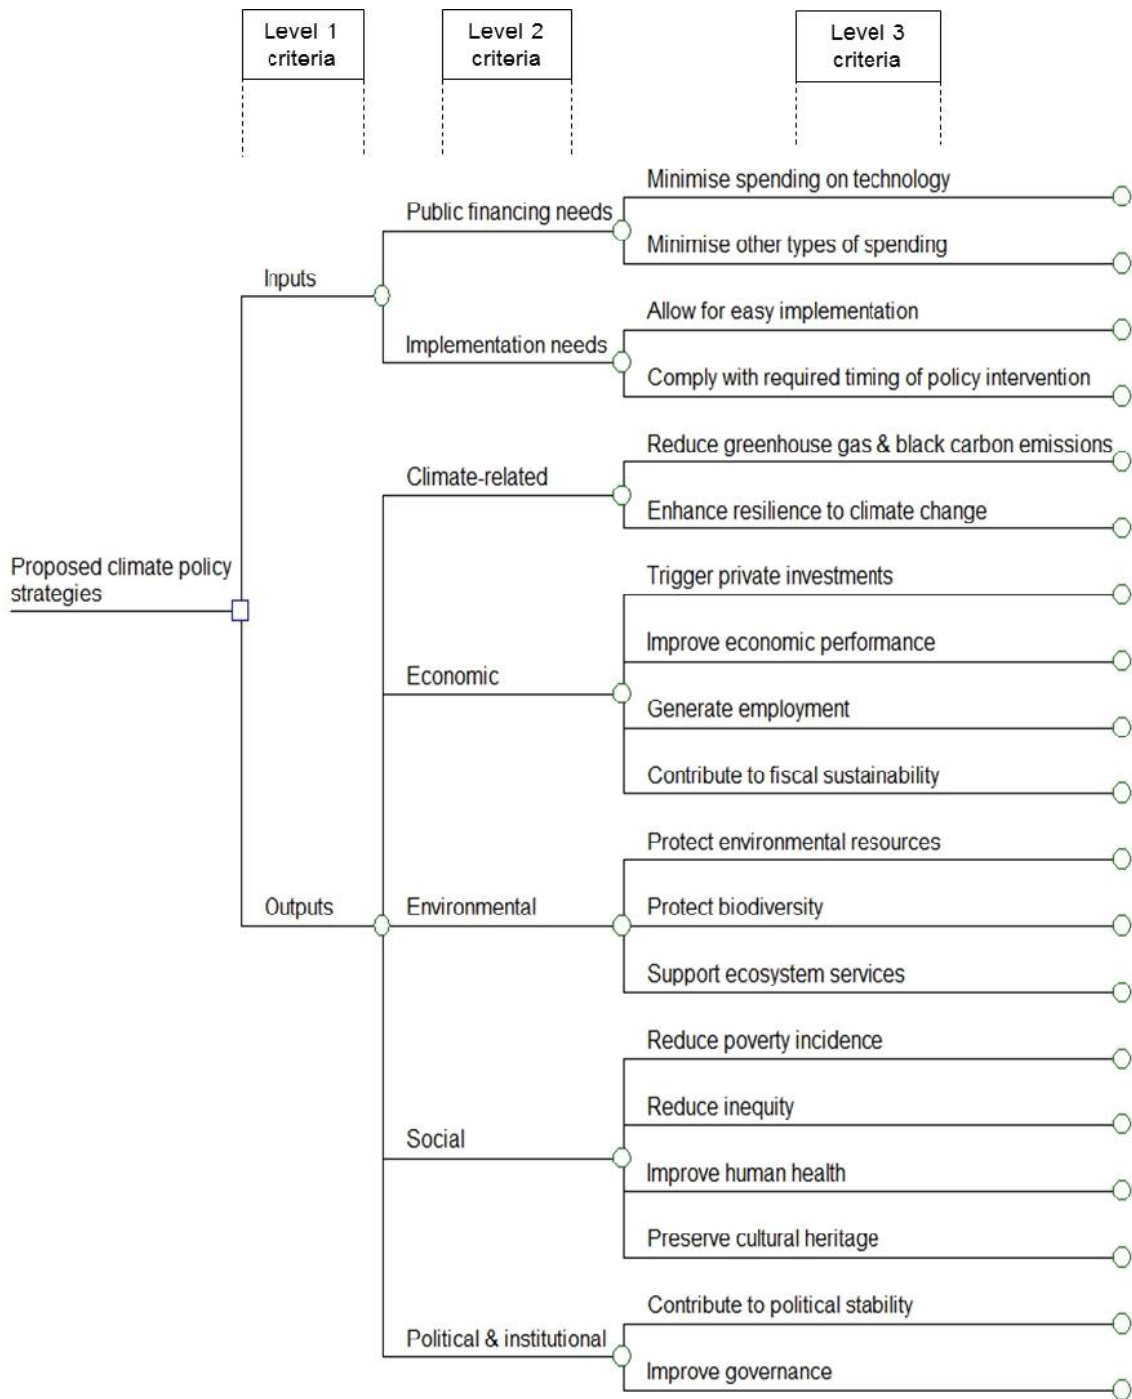 Level 1
criteria
Level 2
criteria
Level 3
criteria
Minimise spending on technology
Public financing needs
Minimise other types of spending
Inputs
Allow for easy implementation
Implementation needs
Comply with required timing of policy intervention
Reduce greenhouse gas & black carbon emissions
Climate-related
Enhance resilience to climate change
Proposed climate policy
strategies
Trigger private investments
Improve economic performance
Economic
Generate employment
Contribute to fiscal sustainability
Protect environmental resources
Outputs
Environmental
Protect biodiversity
Support ecosystem services
Reduce poverty incidence
Reduce inequity
Social
Improve human health
Preserve cultural heritage
Contribute to political stability
Political & institutional
Improve governance